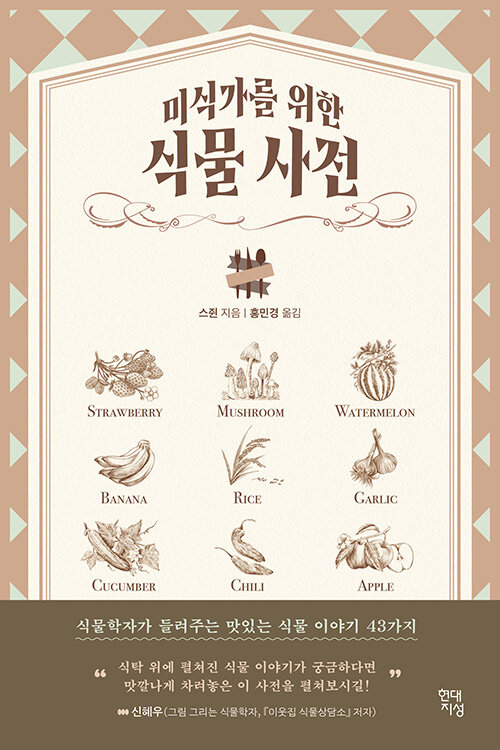 미식가를 위한
식물 사전
스쥔 지음 | 홍민경 옮김
STRAWBERRY MUSHROOM WATERMELON
BANANA RICE GARLIC
CUCUMBER CHILI APPLE
식물학자가 들려주는 맛있는 식물 이야기 43가지
“ 식탁 위에 펼쳐진 식물 이야기가 궁금하다면
맛깔나게 차려놓은 이 사전을 펼쳐보시길! ”
신혜우(그림 그리는 식물학자, 『이웃집 식물상담소』 저자)
현대
지성